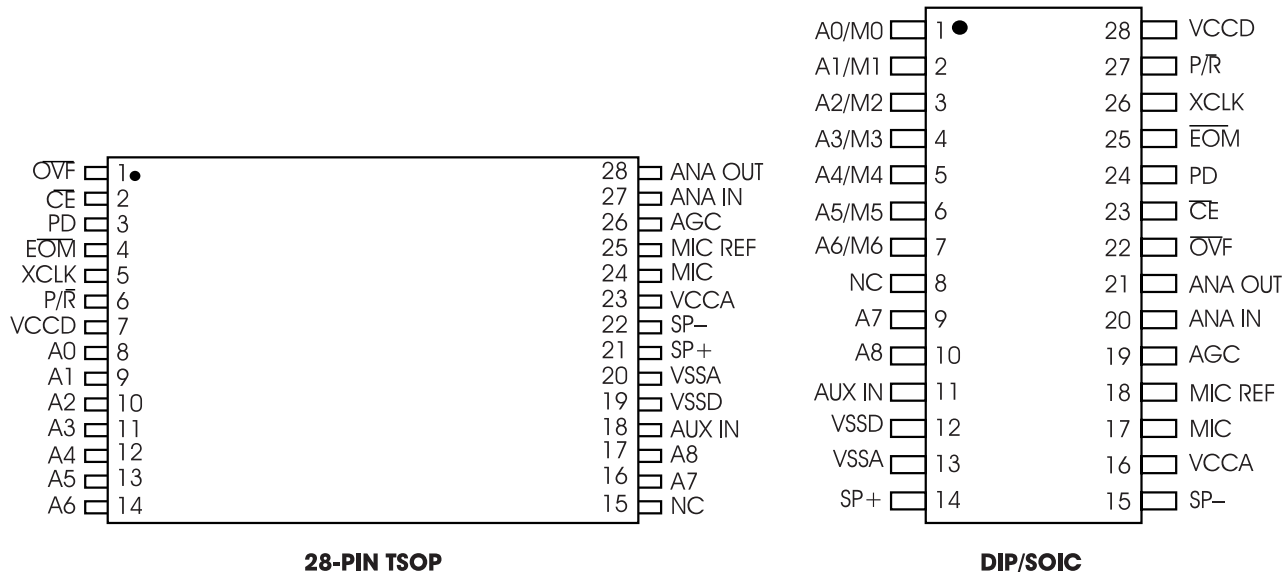 OVF 1 28 ANA OUT
CE 2 27 ANA IN
PD 3 26 AGC
EOM 4 25 MIC REF
XCLK 5 24 MIC
P/R 6 23 VCCA
VCCD 7 22 SP–
A0 8 21 SP+
A1 9 20 VSSA
A2 10 19 VSSD
A3 11 18 AUX IN
A4 12 17 A8
A5 13 16 A7
A6 14 15 NC
28-PIN TSOP
A0/M0 1 28 VCCD
A1/M1 2 27 P/R̅
A2/M2 3 26 XCLK
A3/M3 4 25 E̅O̅M̅
A4/M4 5 24 PD
A5/M5 6 23 C̅E̅
A6/M6 7 22 O̅V̅F̅
NC 8 21 ANA OUT
A7 9 20 ANA IN
A8 10 19 AGC
AUX IN 11 18 MIC REF
VSSD 12 17 MIC
VSSA 13 16 VCCA
SP+ 14 15 SP–
DIP/SOIC